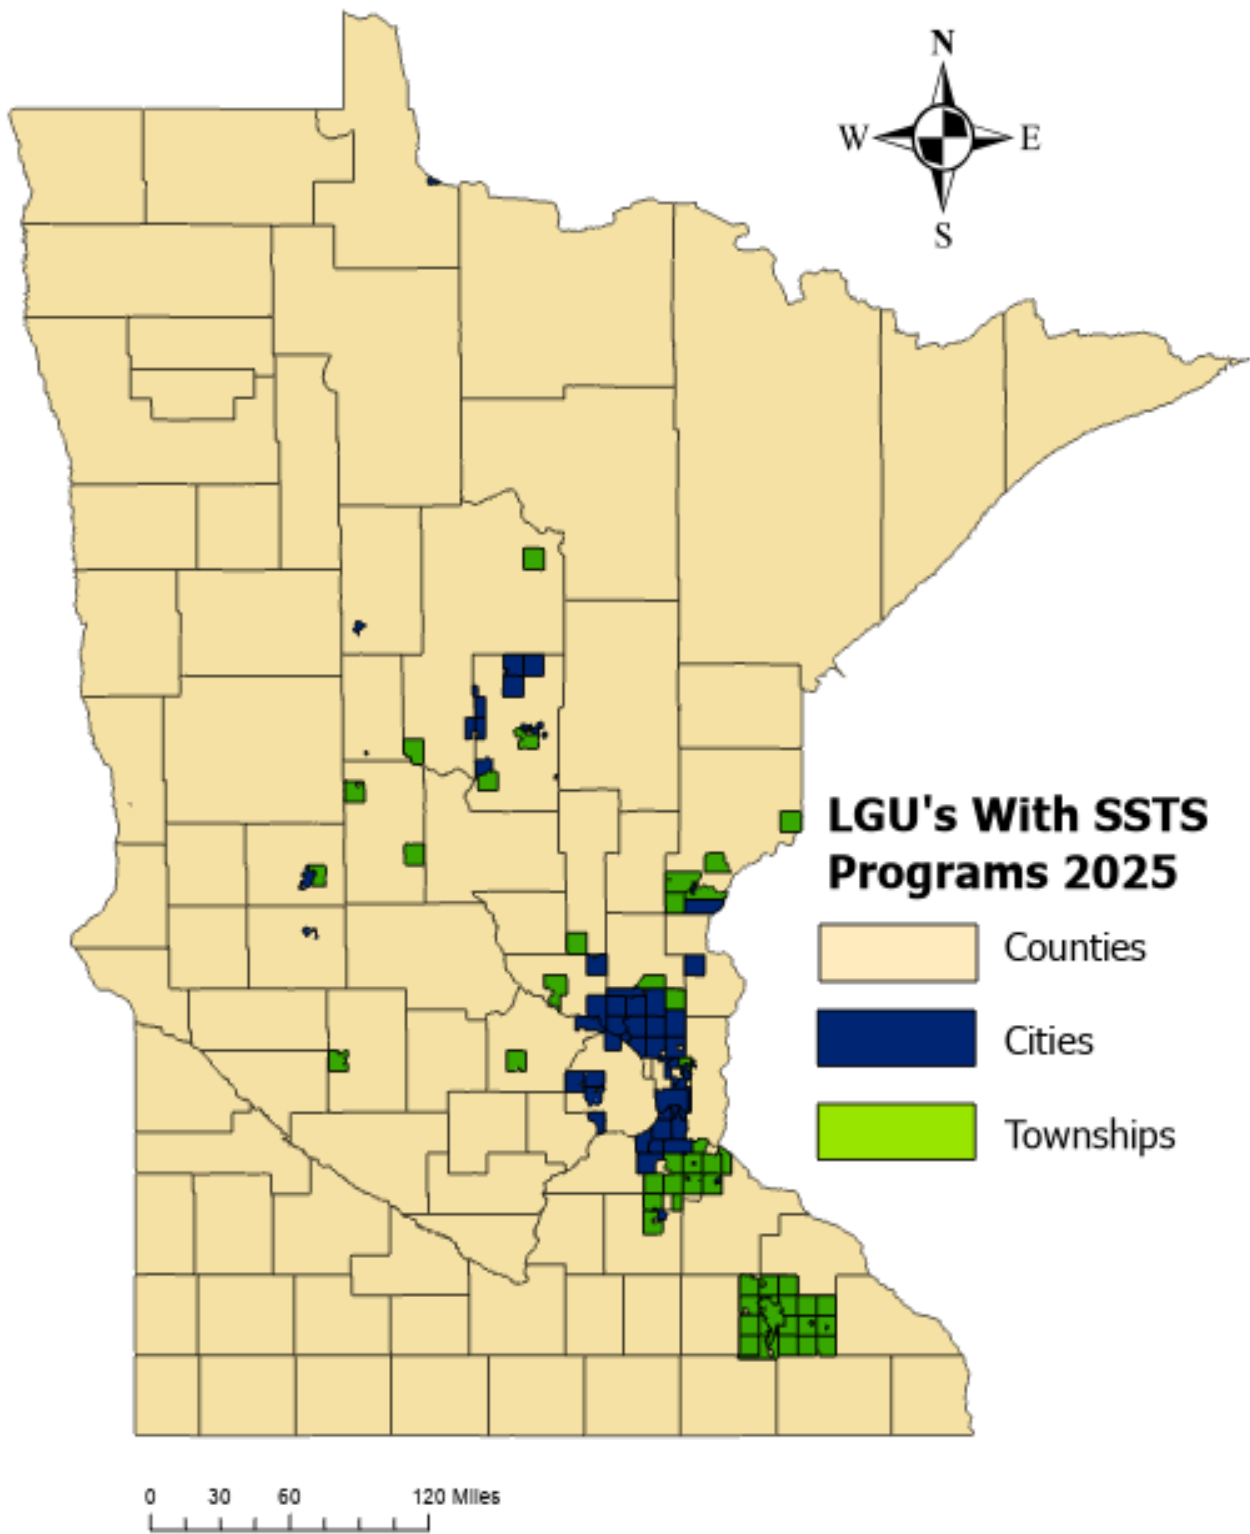 N
W E
S
LGU's With SSTS
Programs 2025
Counties
Cities
Townships
0 30 60 120 Miles